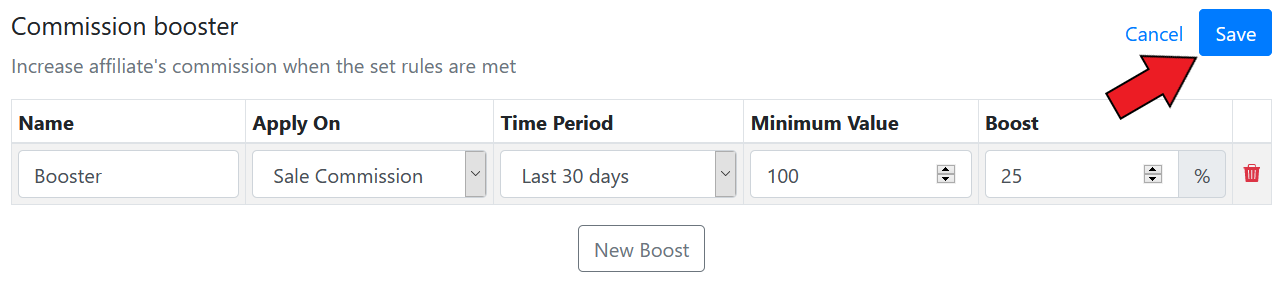 Commission booster
Cancel
Save
Increase affiliate's commission when the set rules are met
Name Apply On Time Period Minimum Value Boost
Booster Sale Commission Last 30 days 100 25 %
New Boost